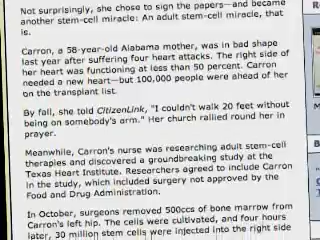 Not surprisingly, she chose to sign the papers—and became
another stem-cell miracle: An adult stem-cell miracle, that
is.
Carron, a 58-year-old Alabama mother, was in bad shape
last year after suffering four heart attacks. The right side of
her heart was functioning at less than 50 percent. Carron
needed a new heart—but 100,000 people were ahead of her
on the transplant list.
By fall, she told CitizenLink, "I couldn't walk 20 feet without
being on somebody's arm." Her church rallied round her in
prayer.
Meanwhile, Carron's nurse was researching adult stem-cell
therapies and discovered a groundbreaking study at the
Texas Heart Institute. Researchers agreed to include Carron
in the study, which included surgery not approved by the
Food and Drug Administration.
In October, surgeons removed 500ccs of bone marrow from
Carron's left hip. The cells were cultivated, and four hours
later, 30 million stem cells were injected into the right side